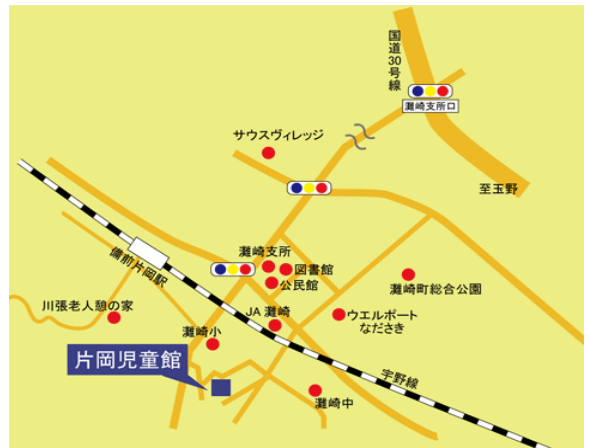 国道30号線
灘崎支所口
サウスヴィレッジ
至玉野
備前片岡駅
灘崎支所
図書館
公民館
灘崎町総合公園
川張老人憩の家
JA 灘崎
ウエルポート
なださき
灘崎小
片岡児童館
宇野線
灘崎中